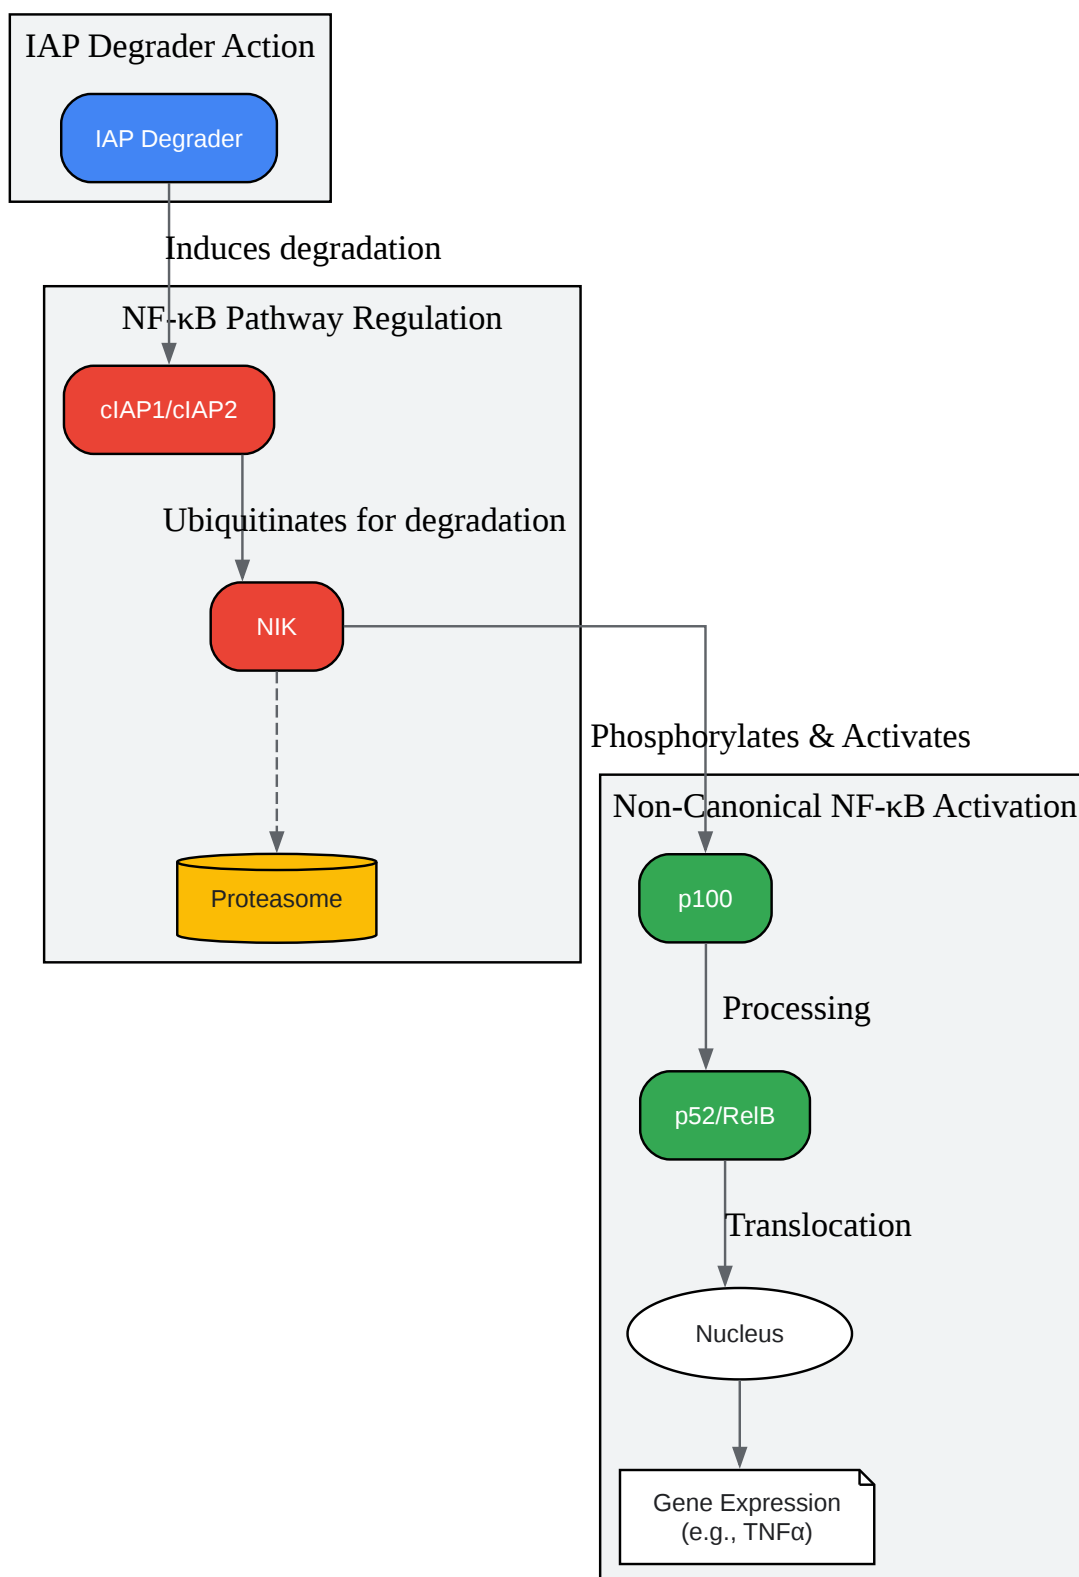 IAP Degrader Action
IAP Degrader
Induces degradation
NF-κB Pathway Regulation
cIAP1/cIAP2
Ubiquitinates for degradation
NIK
Proteasome
Phosphorylates & Activates
Non-Canonical NF-κB Activation
p100
Processing
p52/RelB
Translocation
Nucleus
Gene Expression
(e.g., TNFα)